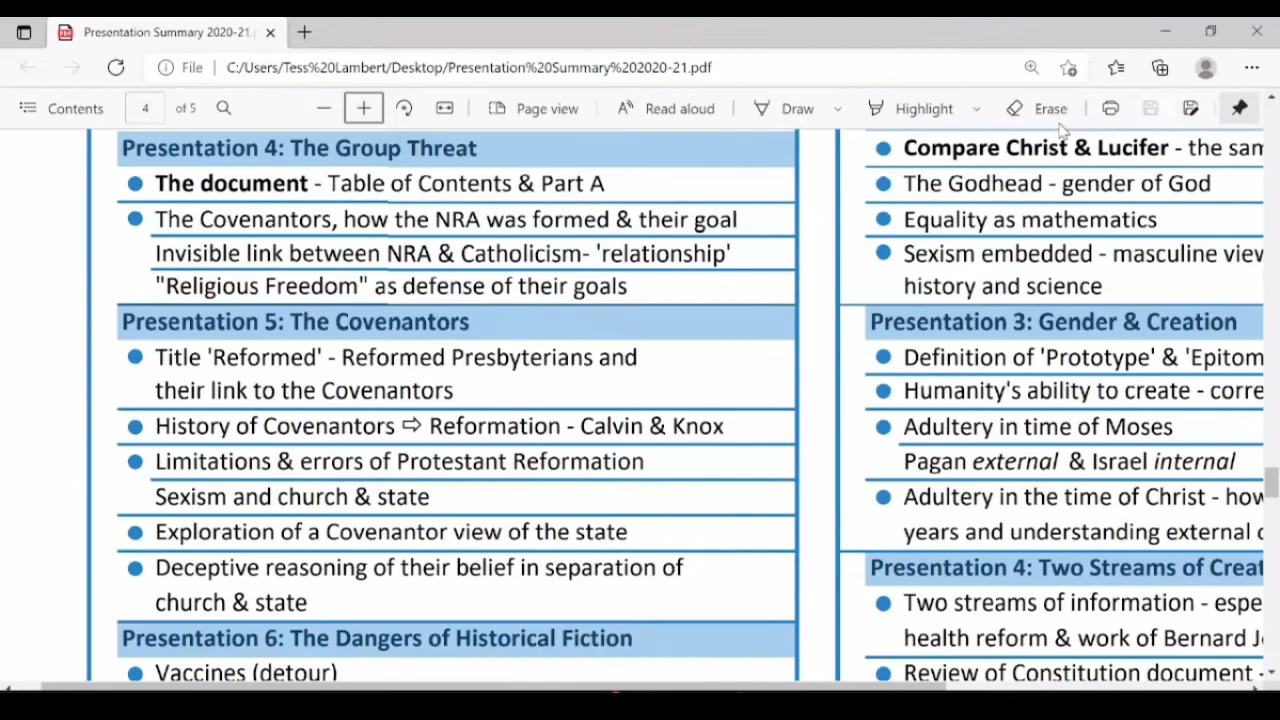 Presentation Summary 2020-21.
File
C:/Users/Tess%20Lambert/Desktop/Presentation%20Summary%202020-21.pdf
Contents
4
of 5
Page view
Read aloud
Draw
Highlight
Erase
Presentation 4: The Group Threat
The document - Table of Contents & Part A
The Covenantors, how the NRA was formed & their goal
Invisible link between NRA & Catholicism- 'relationship'
"Religious Freedom" as defense of their goals
Presentation 5: The Covenantors
Title 'Reformed' - Reformed Presbyterians and
their link to the Covenantors
History of Covenantors ⇨ Reformation - Calvin & Knox
Limitations & errors of Protestant Reformation
Sexism and church & state
Exploration of a Covenantor view of the state
Deceptive reasoning of their belief in separation of
church & state
Presentation 6: The Dangers of Historical Fiction
Vaccines (detour)
Compare Christ & Lucifer - the sam
The Godhead - gender of God
Equality as mathematics
Sexism embedded - masculine view
history and science
Presentation 3: Gender & Creation
Definition of 'Prototype' & 'Epitom
Humanity's ability to create - corre
Adultery in time of Moses
Pagan external & Israel internal
Adultery in the time of Christ - how
years and understanding external
Presentation 4: Two Streams of Creat
Two streams of information - espe
health reform & work of Bernard J
Review of Constitution document -